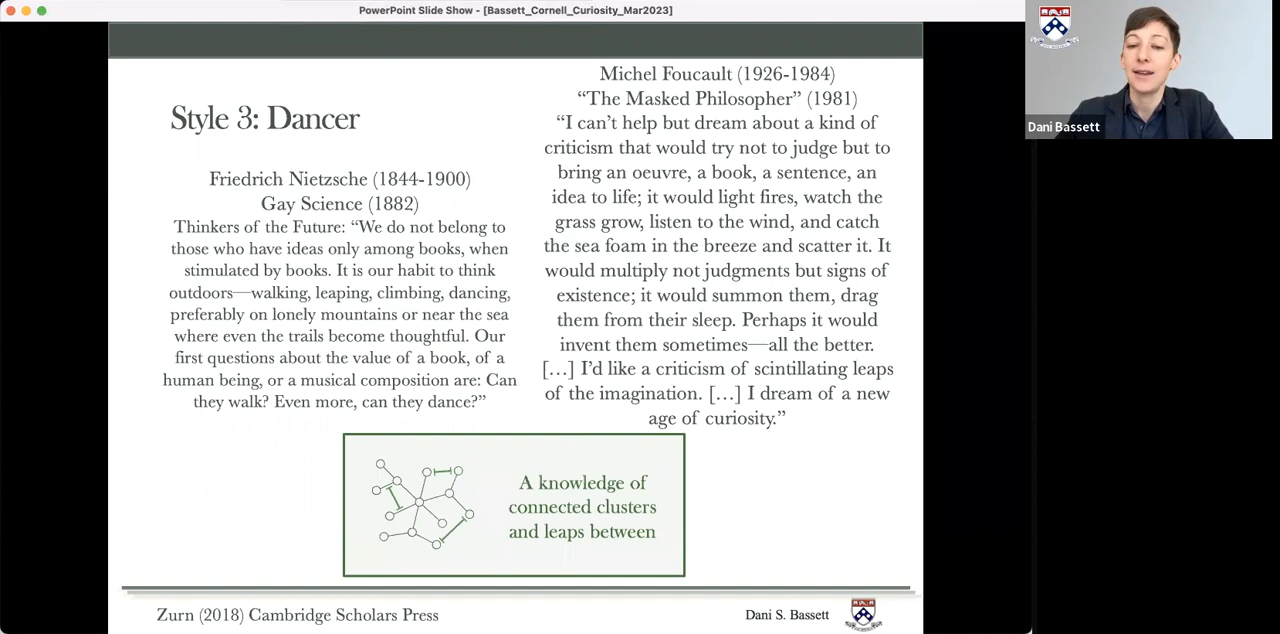 PowerPoint Slide Show - [Bassett_Cornell_Curiosity_Mar2023]
Style 3: Dancer
Friedrich Nietzsche (1844-1900)
Gay Science (1882)
Thinkers of the Future: “We do not belong to
those who have ideas only among books, when
stimulated by books. It is our habit to think
outdoors—walking, leaping, climbing, dancing,
preferably on lonely mountains or near the sea
where even the trails become thoughtful. Our
first questions about the value of a book, of a
human being, or a musical composition are: Can
they walk? Even more, can they dance?”
Michel Foucault (1926-1984)
“The Masked Philosopher” (1981)
“I can’t help but dream about a kind of
criticism that would try not to judge but to
bring an oeuvre, a book, a sentence, an
idea to life; it would light fires, watch the
grass grow, listen to the wind, and catch
the sea foam in the breeze and scatter it. It
would multiply not judgments but signs of
existence; it would summon them, drag
them from their sleep. Perhaps it would
invent them sometimes—all the better.
[…] I’d like a criticism of scintillating leaps
of the imagination. […] I dream of a new
age of curiosity.”
A knowledge of
connected clusters
and leaps between
Zurn (2018) Cambridge Scholars Press
Dani S. Bassett
Dani Bassett